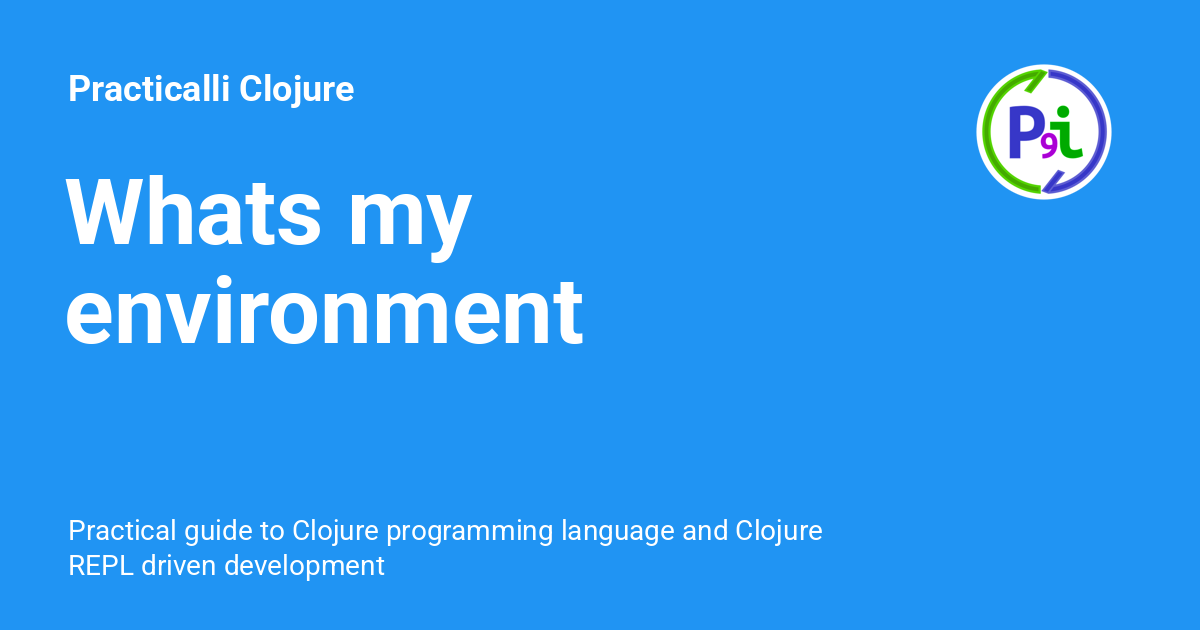 Practicalli Clojure
P9i
Whats my
environment
Practical guide to Clojure programming language and Clojure
REPL driven development